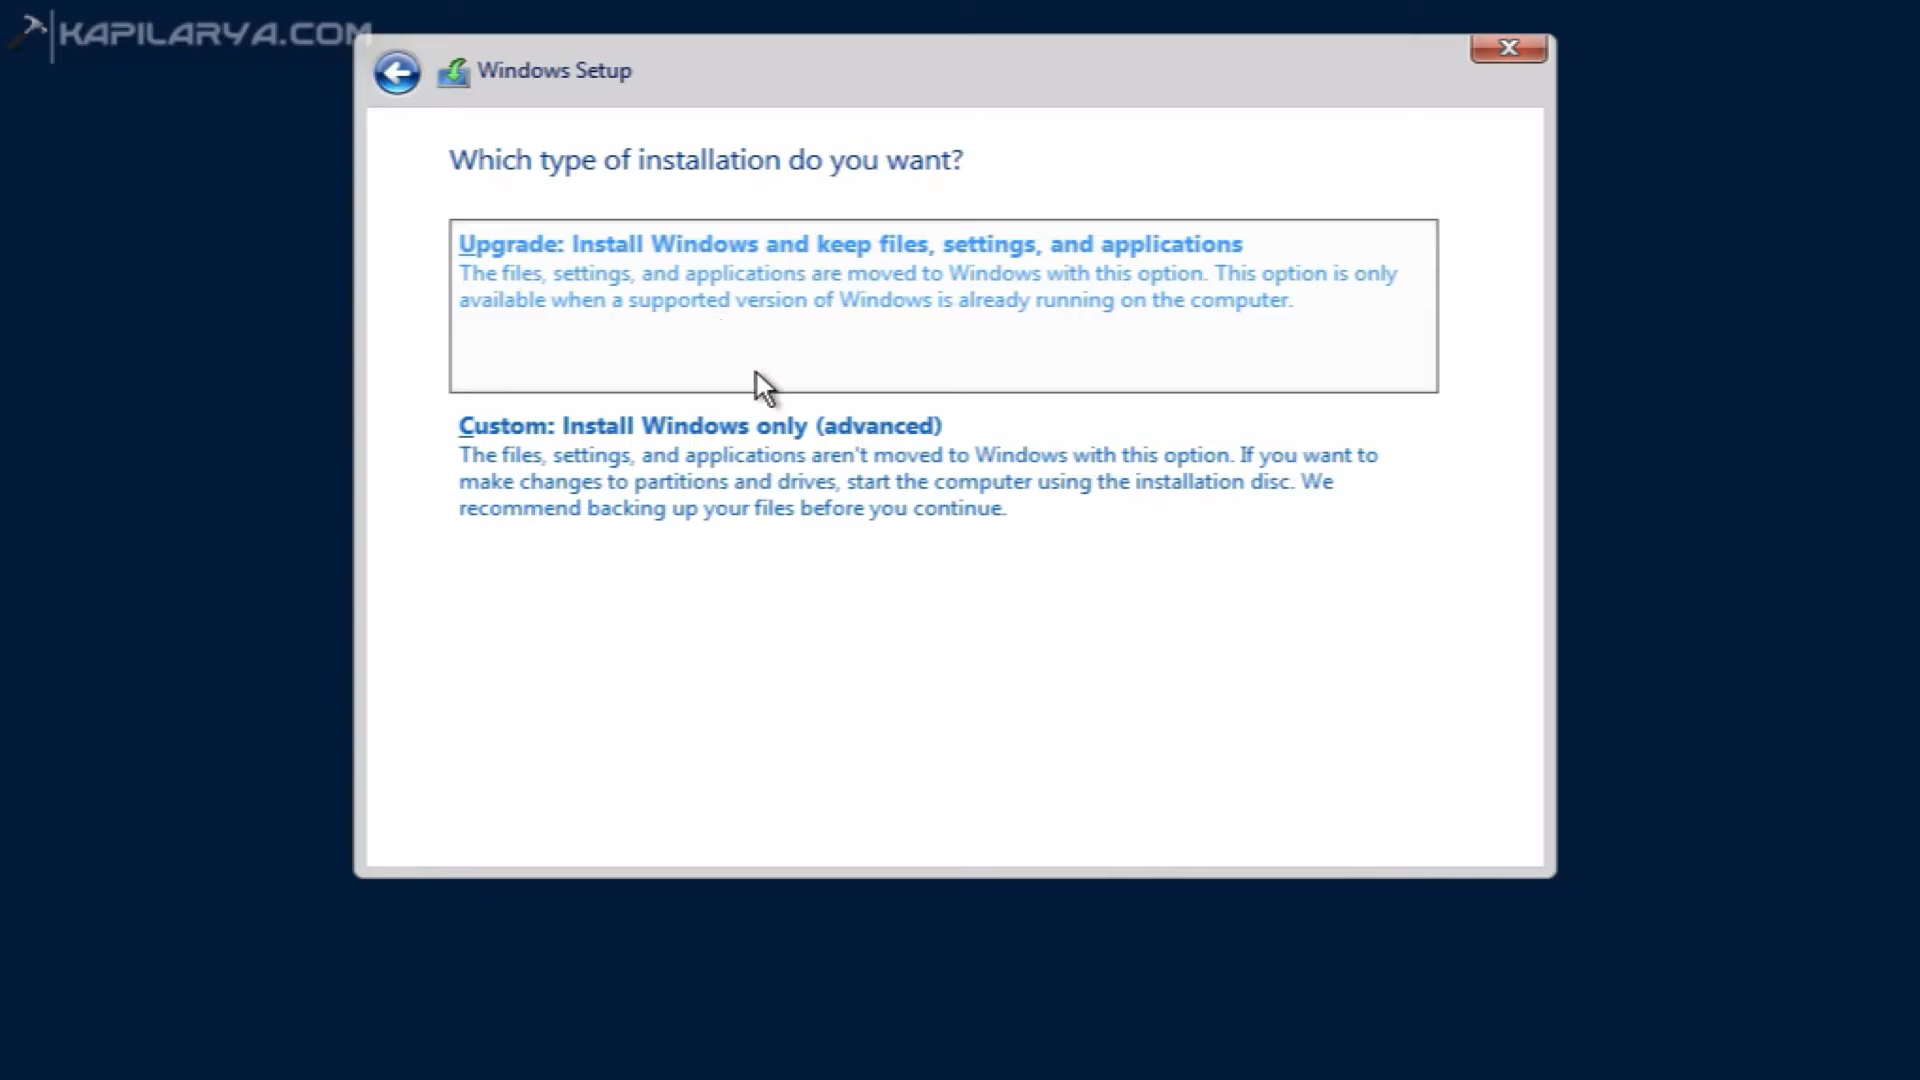 KAPILARYA.COM
Windows Setup
Which type of installation do you want?
Upgrade: Install Windows and keep files, settings, and applications
The files, settings, and applications are moved to Windows with this option. This option is only
available when a supported version of Windows is already running on the computer.
Custom: Install Windows only (advanced)
The files, settings, and applications aren't moved to Windows with this option. If you want to
make changes to partitions and drives, start the computer using the installation disc. We
recommend backing up your files before you continue.